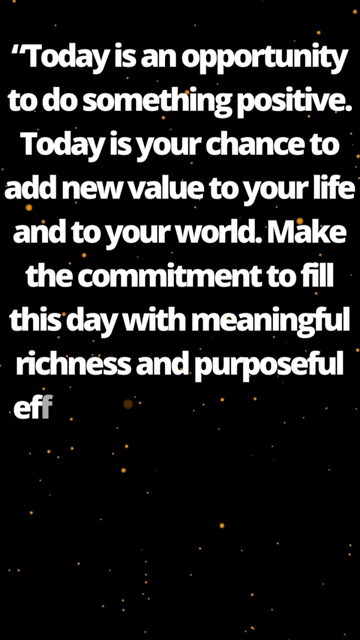 “Today is an opportunity
to do something positive.
Today is your chance to
add new value to your life
and to your world. Make
the commitment to fill
this day with meaningful
richness and purposeful
eff